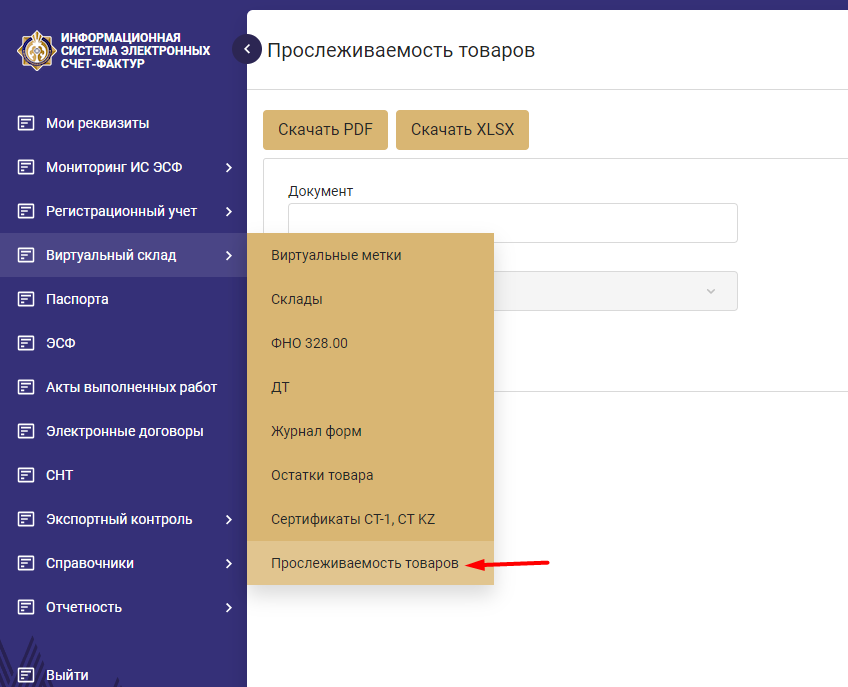 ИНФОРМАЦИОННАЯ
СИСТЕМА ЭЛЕКТРОННЫХ
СЧЕТ-ФАКТУР
Мои реквизиты
Мониторинг ИС ЭСФ
Регистрационный учет
Виртуальный склад
Паспорта
ЭСФ
Акты выполненных работ
Электронные договоры
СНТ
Экспортный контроль
Справочники
Отчетность
Выйти
Прослеживаемость товаров
Скачать PDF
Скачать XLSX
Документ
Виртуальные метки
Склады
ФНО 328.00
ДТ
Журнал форм
Остатки товара
Сертификаты СТ-1, СТ KZ
Прослеживаемость товаров